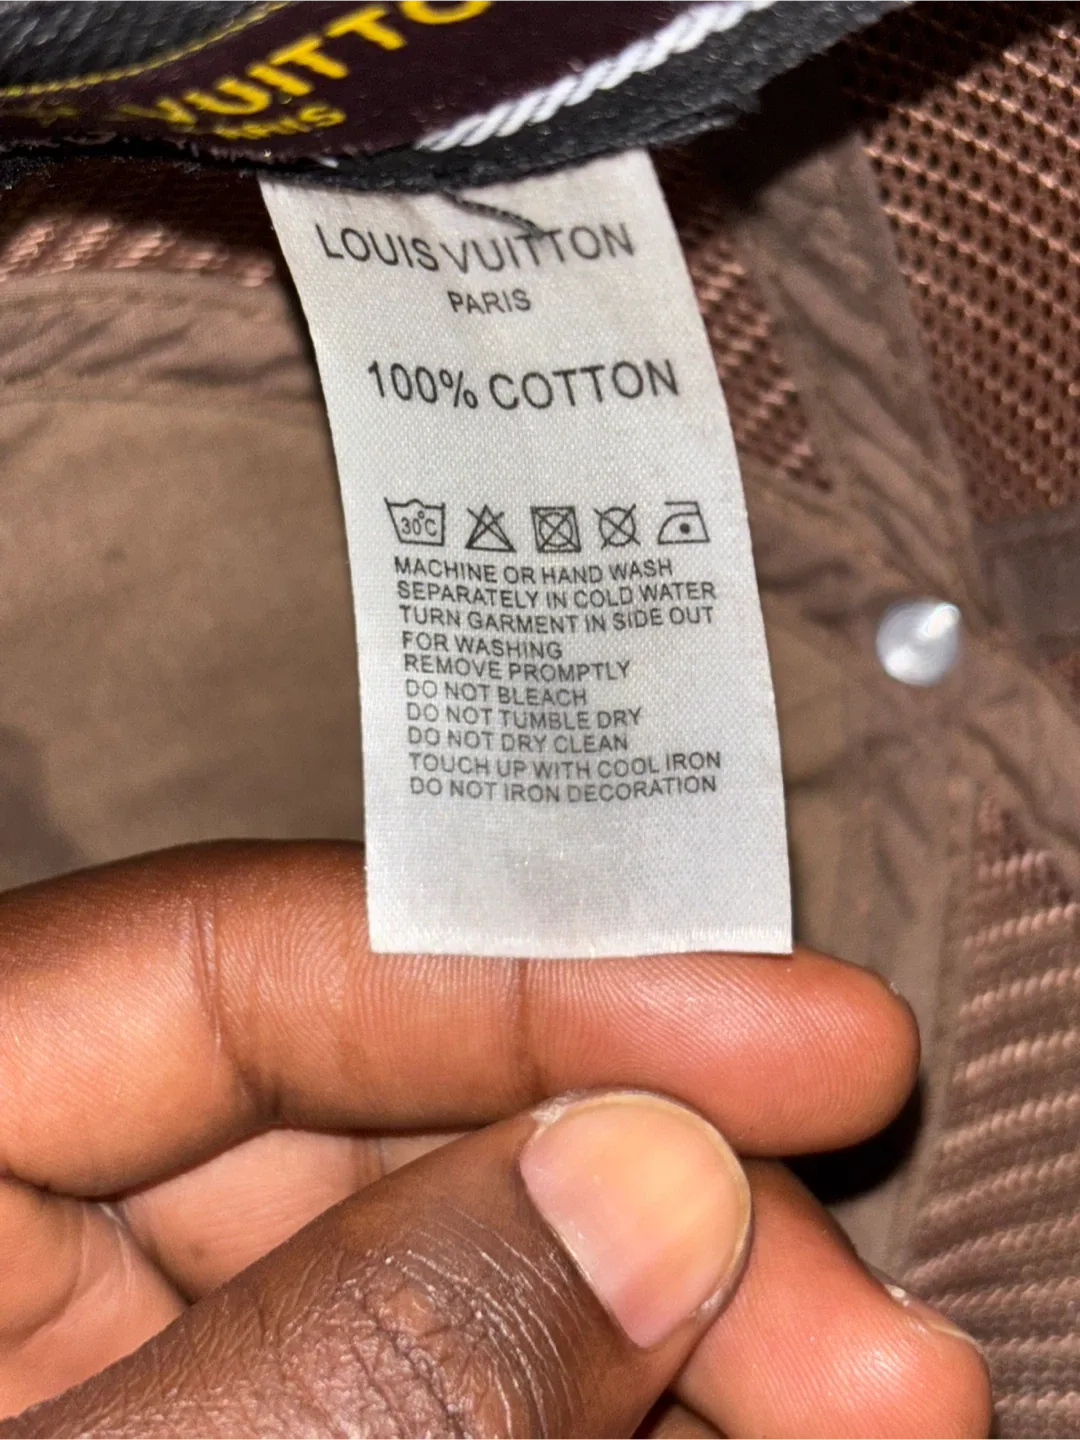 VUITTO
PARIS
LOUIS VUITTON
PARIS
100% COTTON
30°C
MACHINE OR HAND WASH
SEPARATELY IN COLD WATER
TURN GARMENT IN SIDE OUT
FOR WASHING
REMOVE PROMPTLY
DO NOT BLEACH
DO NOT TUMBLE DRY
DO NOT DRY CLEAN
TOUCH UP WITH COOL IRON
DO NOT IRON DECORATION